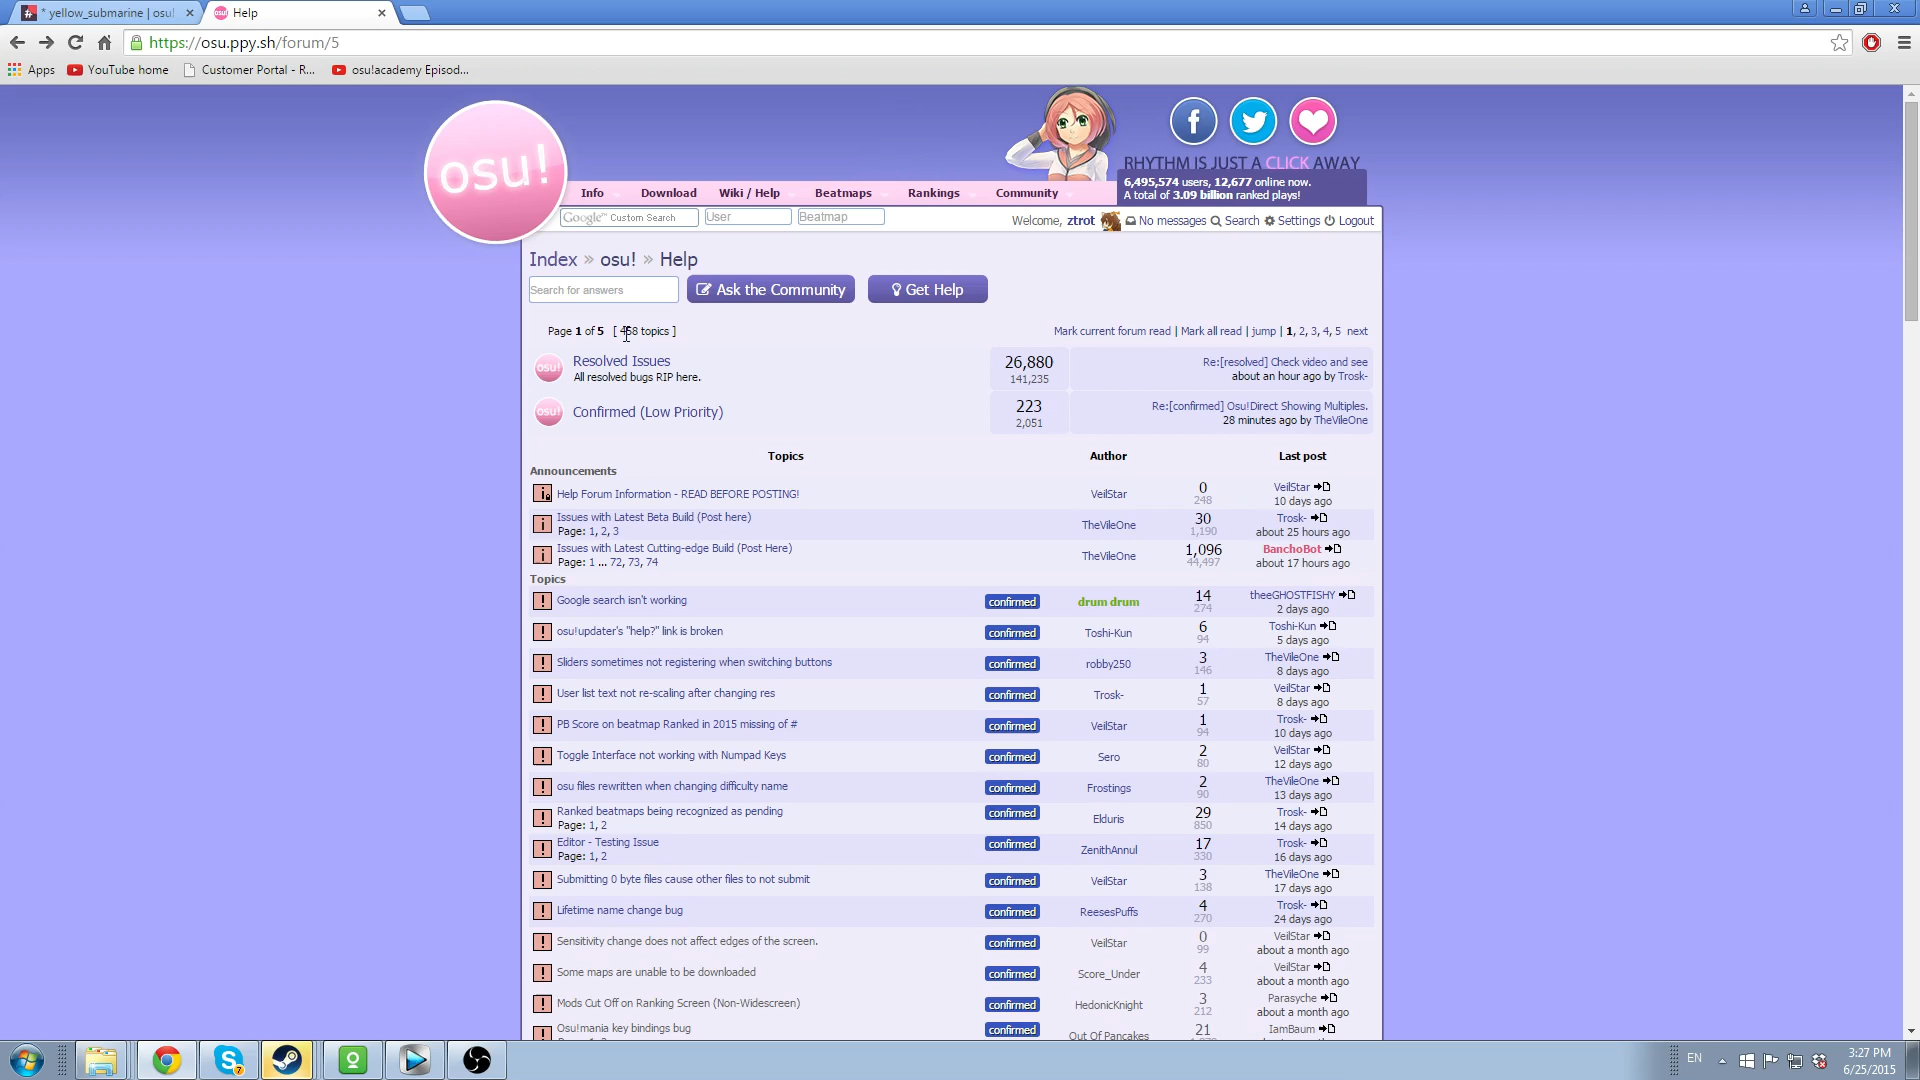 * yellow_submarine | osu!
Help
https://osu.ppy.sh/forum/5
Apps YouTube home Customer Portal - R... osu!academy Episod...
osu!
RHYTHM IS JUST A CLICK AWAY
Info Download Wiki / Help Beatmaps Rankings Community
6,495,574 users, 12,677 online now.
A total of 3.09 billion ranked plays!
Google™ Custom Search User Beatmap
Welcome, ztrot No messages Search Settings Logout
Index » osu! » Help
Search for answers Ask the Community Get Help
Page 1 of 5 [ 458 topics ] Mark current forum read | Mark all read | jump | 1, 2, 3, 4, 5 next
osu! Resolved Issues 26,880 Re:[resolved] Check video and see
All resolved bugs RIP here. 141,235 about an hour ago by Trosk-
osu! Confirmed (Low Priority) 223 Re:[confirmed] Osu!Direct Showing Multiples.
2,051 28 minutes ago by TheVileOne
Topics Author Last post
Announcements
Help Forum Information - READ BEFORE POSTING! VeilStar 0 VeilStar
248 10 days ago
Issues with Latest Beta Build (Post here) TheVileOne 30 Trosk-
Page: 1, 2, 3 1,190 about 25 hours ago
Issues with Latest Cutting-edge Build (Post Here) TheVileOne 1,096 BanchoBot
Page: 1 ... 72, 73, 74 44,497 about 17 hours ago
Topics
Google search isn't working confirmed drum drum 14 theeGHOSTFISHY
274 2 days ago
osu!updater's "help?" link is broken confirmed Toshi-Kun 6 Toshi-Kun
94 5 days ago
Sliders sometimes not registering when switching buttons confirmed robby250 3 TheVileOne
146 8 days ago
User list text not re-scaling after changing res confirmed Trosk- 1 VeilStar
57 8 days ago
PB Score on beatmap Ranked in 2015 missing of # confirmed VeilStar 1 Trosk-
94 10 days ago
Toggle Interface not working with Numpad Keys confirmed Sero 2 VeilStar
80 12 days ago
osu files rewritten when changing difficulty name confirmed Frostings 2 TheVileOne
90 13 days ago
Ranked beatmaps being recognized as pending confirmed Elduris 29 Trosk-
Page: 1, 2 850 14 days ago
Editor - Testing Issue confirmed ZenithAnnul 17 Trosk-
Page: 1, 2 330 16 days ago
Submitting 0 byte files cause other files to not submit confirmed VeilStar 3 TheVileOne
138 17 days ago
Lifetime name change bug confirmed ReesesPuffs 4 Trosk-
270 24 days ago
Sensitivity change does not affect edges of the screen. confirmed VeilStar 0 VeilStar
99 about a month ago
Some maps are unable to be downloaded confirmed Score_Under 4 VeilStar
233 about a month ago
Mods Cut Off on Ranking Screen (Non-Widescreen) confirmed HedonicKnight 3 Parasyche
212 about a month ago
Osu!mania key bindings bug confirmed Out Of Pancakes 21 IamBaum
EN 3:27 PM
6/25/2015